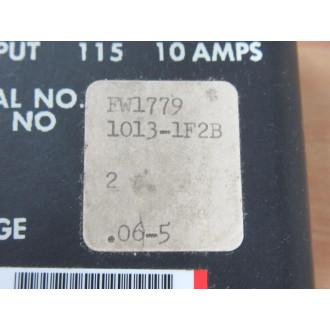 PUT 115 10 AMPS
AL NO. FW1779
NO 1013-1F2B
2
GE .06-5